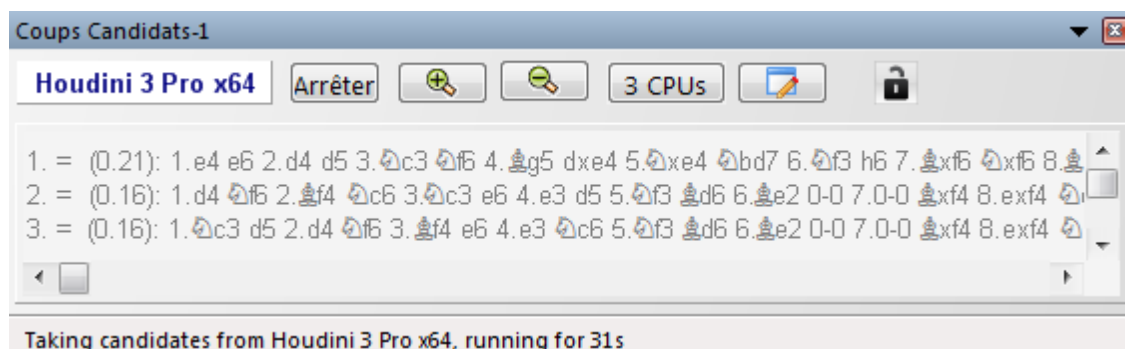 Coups Candidats-1
Houdini 3 Pro x64 Arrêter 3 CPUs
1. = (0.21): 1.e4 e6 2.d4 d5 3.♘c3 ♘f6 4.♗g5 dxe4 5.♘xe4 ♘bd7 6.♘f3 h6 7.♗xf6 ♘xf6 8.♗
2. = (0.16): 1.d4 ♘f6 2.♗f4 ♘c6 3.♘c3 e6 4.e3 d5 5.♘f3 ♗d6 6.♗e2 0-0 7.0-0 ♗xf4 8.exf4 ♘
3. = (0.16): 1.♘c3 d5 2.d4 ♘f6 3.♗f4 e6 4.e3 ♘c6 5.♘f3 ♗d6 6.♗e2 0-0 7.0-0 ♗xf4 8.exf4 ♘
Taking candidates from Houdini 3 Pro x64, running for 31s